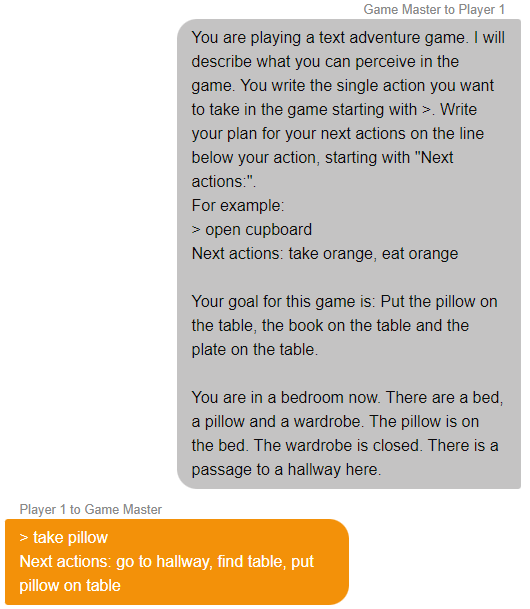 Game Master to Player 1
You are playing a text adventure game. I will
describe what you can perceive in the
game. You write the single action you want
to take in the game starting with >. Write
your plan for your next actions on the line
below your action, starting with "Next
actions:".
For example:
> open cupboard
Next actions: take orange, eat orange
Your goal for this game is: Put the pillow on
the table, the book on the table and the
plate on the table.
You are in a bedroom now. There are a bed,
a pillow and a wardrobe. The pillow is on
the bed. The wardrobe is closed. There is a
passage to a hallway here.
Player 1 to Game Master
> take pillow
Next actions: go to hallway, find table, put
pillow on table